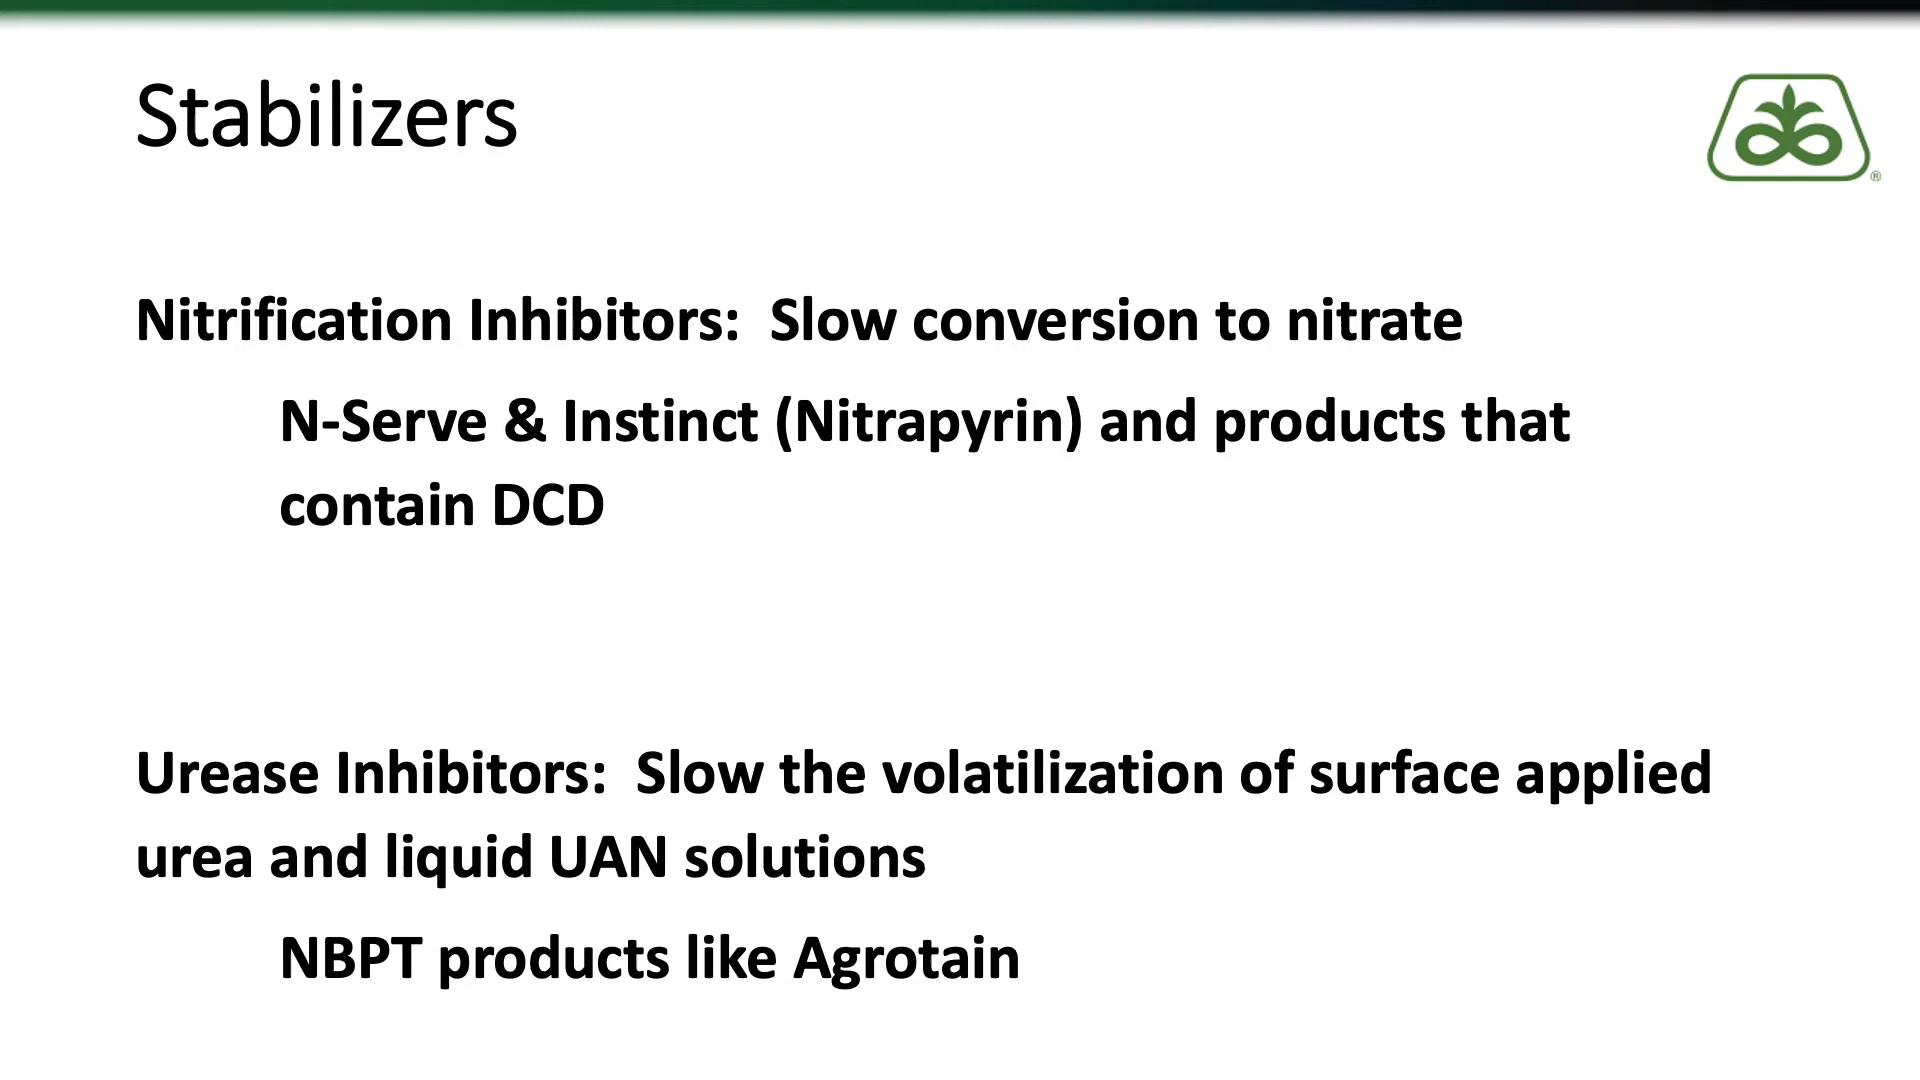 Stabilizers
®
Nitrification Inhibitors:  Slow conversion to nitrate
N-Serve & Instinct (Nitrapyrin) and products that
contain DCD
Urease Inhibitors:  Slow the volatilization of surface applied
urea and liquid UAN solutions
NBPT products like Agrotain